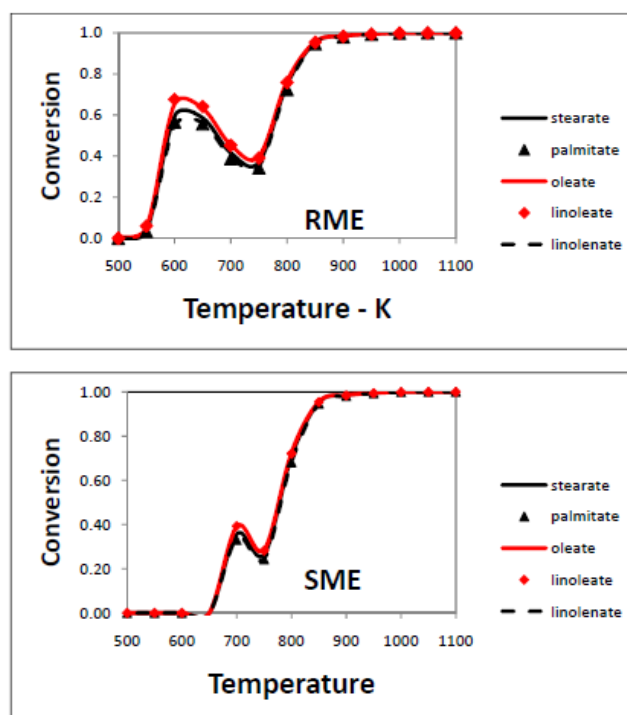 1.0
0.8
0.6
0.4
0.2
0.0
Conversion
500 600 700 800 900 1000 1100
Temperature - K
RME
stearate
palmitate
oleate
linoleate
linolenate
1.00
0.80
0.60
0.40
0.20
0.00
Conversion
500 600 700 800 900 1000 1100
Temperature
SME
stearate
palmitate
oleate
linoleate
linolenate